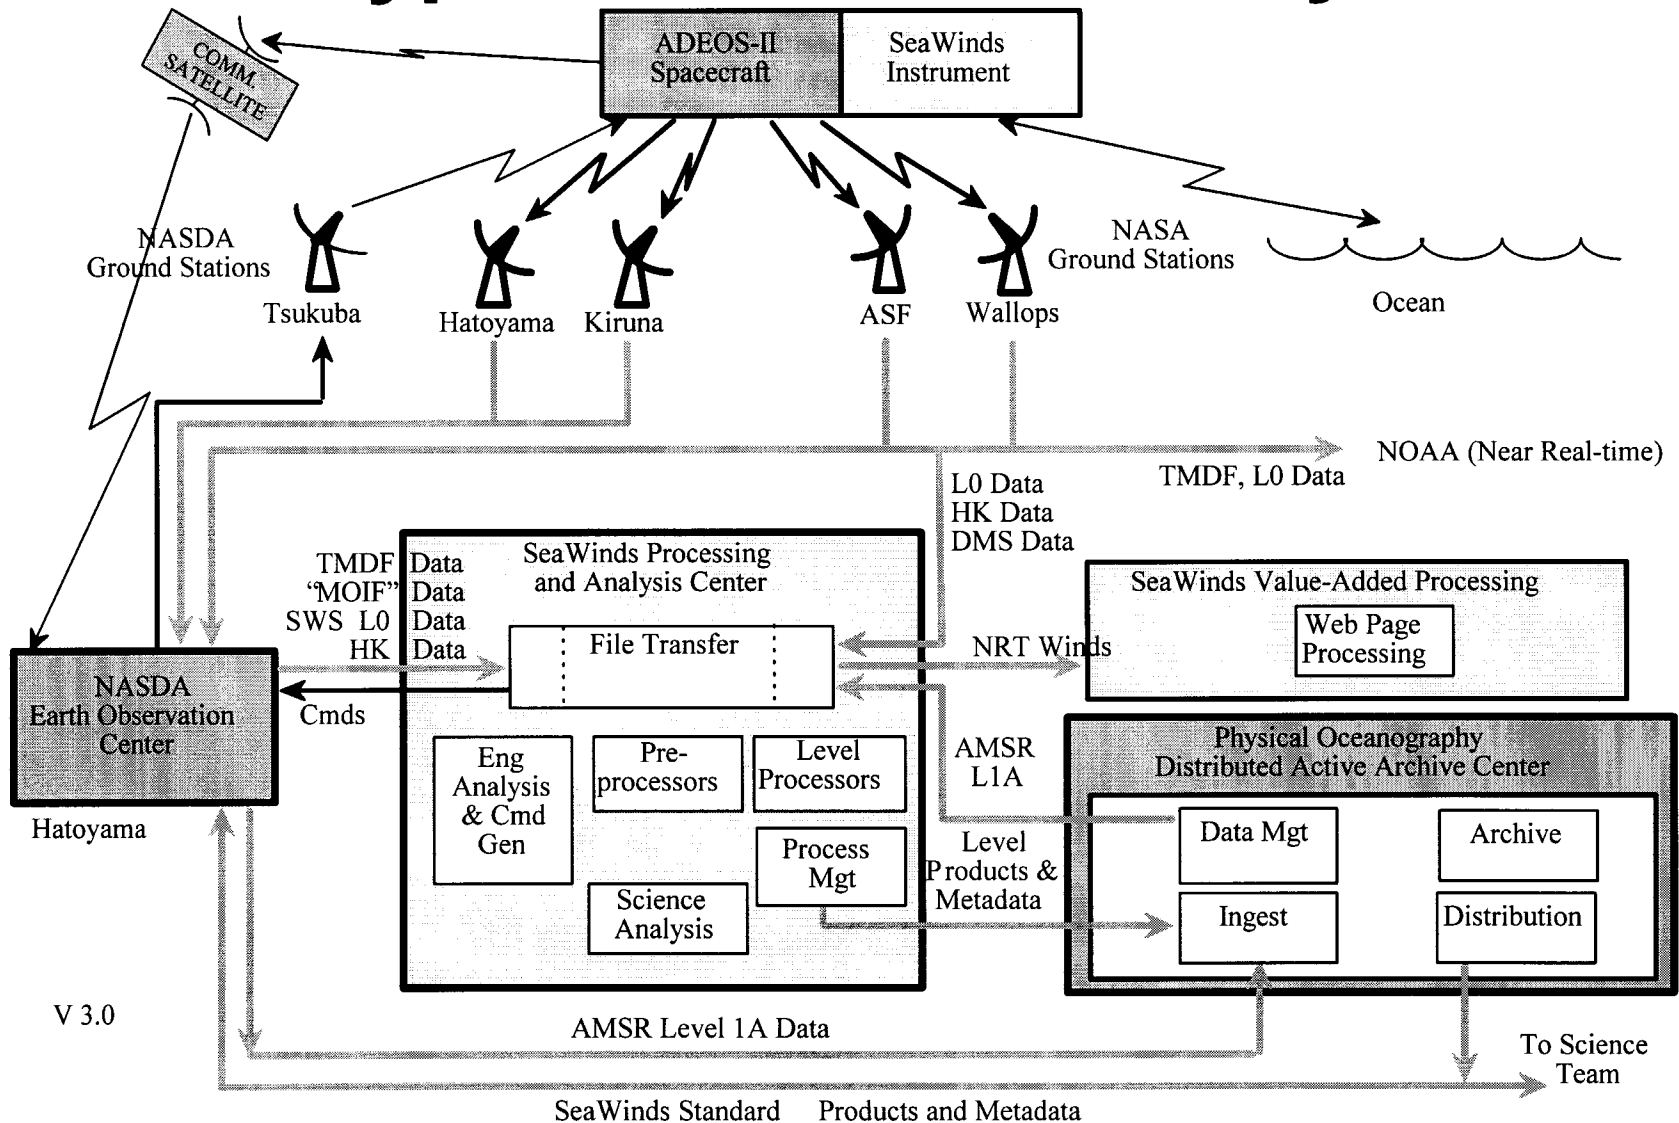 COMM.
SATELLITE
ADEOS-II
Spacecraft
SeaWinds
Instrument
NASDA
Ground Stations
Tsukuba
Hatoyama
Kiruna
ASF
Wallops
NASA
Ground Stations
Ocean
NOAA (Near Real-time)
TMDF, L0 Data
L0 Data
HK Data
DMS Data
TMDF Data
“MOIF” Data
SWS L0 Data
HK Data
SeaWinds Processing
and Analysis Center
File Transfer
NRT Winds
SeaWinds Value-Added Processing
Web Page
Processing
NASDA
Earth Observation
Center
Hatoyama
Cmds
Eng
Analysis
& Cmd
Gen
Pre-
processors
Level
Processors
Process
Mgt
Science
Analysis
AMSR
L1A
Level
Products &
Metadata
Physical Oceanography
Distributed Active Archive Center
Data Mgt
Archive
Ingest
Distribution
V 3.0
AMSR Level 1A Data
To Science
Team
SeaWinds Standard Products and Metadata